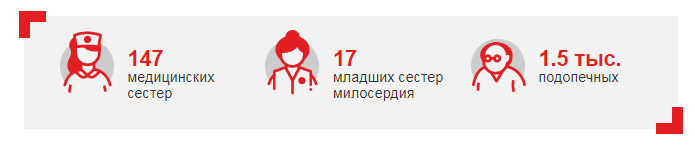 147
медицинских
сестер
17
младших сестер
милосердия
1.5 тыс.
подопечных